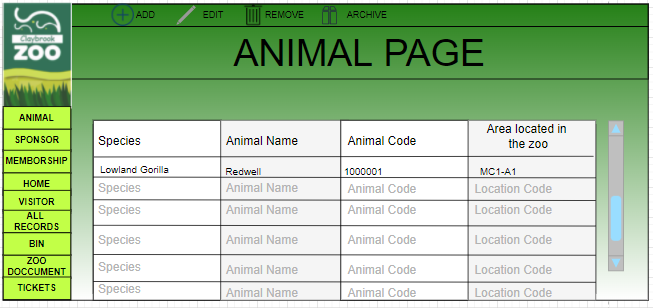 ADD EDIT REMOVE ARCHIVE
Claybrook
ZOO
ANIMAL PAGE
ANIMAL
SPONSOR
MEMBORSHIP
HOME
VISITOR
ALL
RECORDS
BIN
ZOO
DOCCUMENT
TICKETS
Species Animal Name Animal Code Area located in
the zoo
Lowland Gorilla Redwell 1000001 MC1-A1
Species Animal Name Animal Code Location Code
Species Animal Name Animal Code Location Code
Species Animal Name Animal Code Location Code
Species Animal Name Animal Code Location Code
Species Animal Name Animal Code Location Code